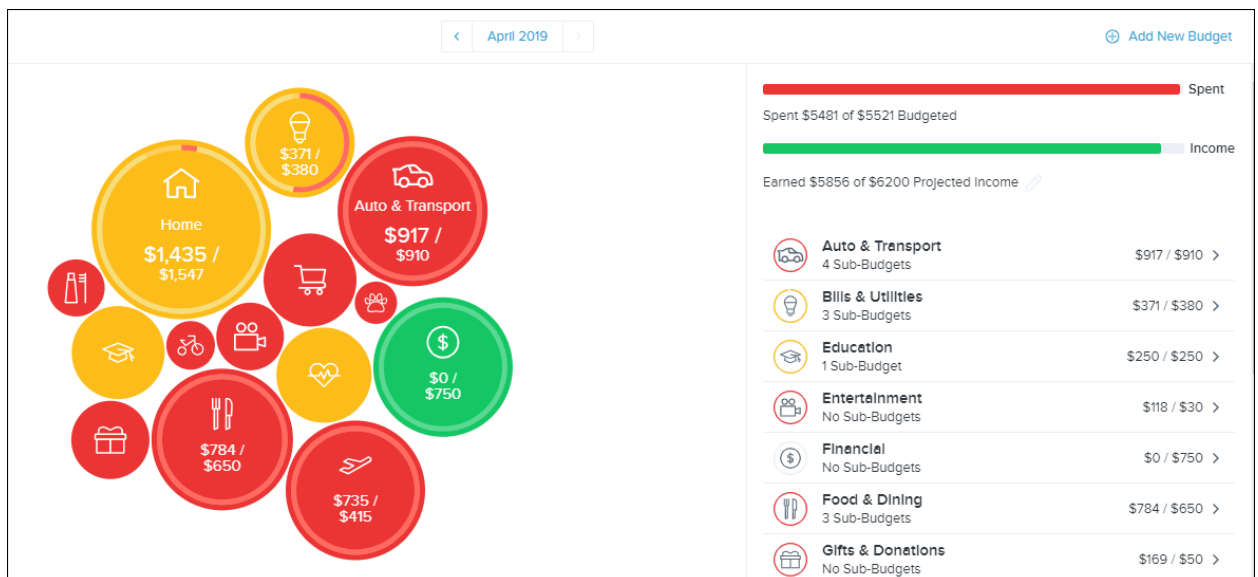 April 2019
Add New Budget
$371 /
$380
Home
$1,435 /
$1,547
Auto & Transport
$917 /
$910
$0 /
$750
$784 /
$650
$735 /
$415
Spent
Spent $5481 of $5521 Budgeted
Income
Earned $5856 of $6200 Projected Income
Auto & Transport
4 Sub-Budgets
$917 / $910
Bills & Utilities
3 Sub-Budgets
$371 / $380
Education
1 Sub-Budget
$250 / $250
Entertainment
No Sub-Budgets
$118 / $30
Financial
No Sub-Budgets
$0 / $750
Food & Dining
3 Sub-Budgets
$784 / $650
Gifts & Donations
No Sub-Budgets
$169 / $50